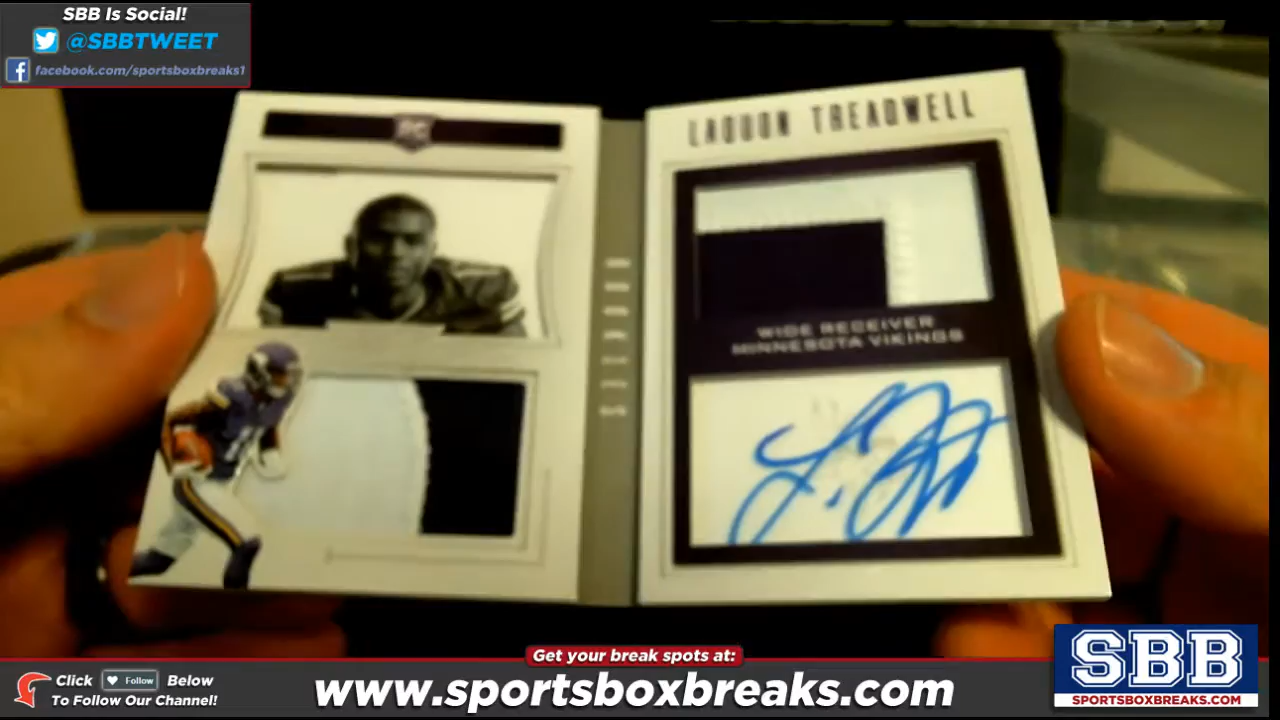 SBB Is Social!
@SBBTWEET
facebook.com/sportsboxbreaks1
RC
LAQUON TREADWELL
WIDE RECEIVER
MINNESOTA VIKINGS
Get your break spots at:
Click Follow Below
To Follow Our Channel!
www.sportsboxbreaks.com
SBB
SPORTSBOXBREAKS.COM